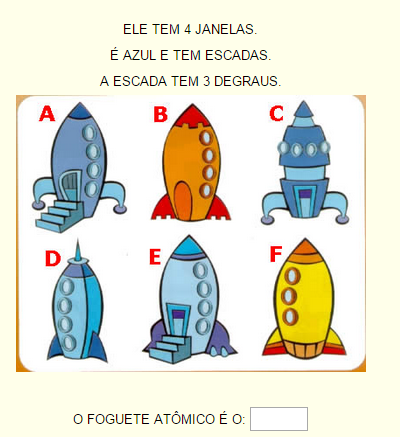 ELE TEM 4 JANELAS.
É AZUL E TEM ESCADAS.
A ESCADA TEM 3 DEGRAUS.
A B C
D E F
O FOGUETE ATÔMICO É O: